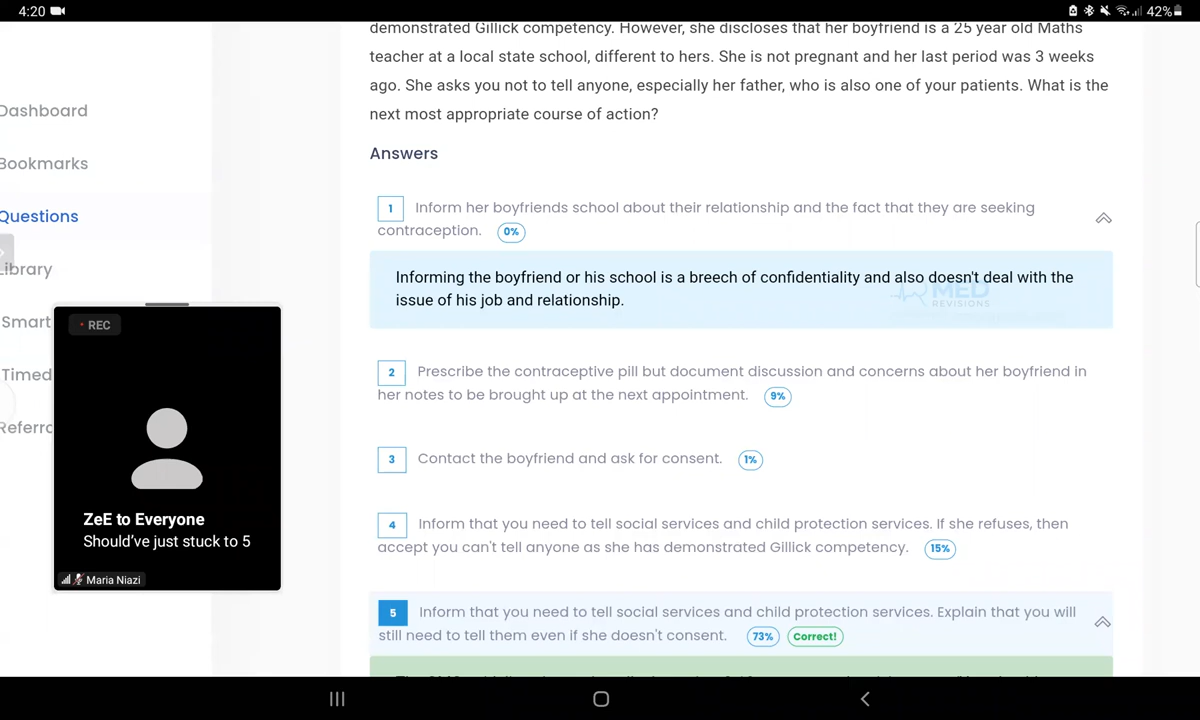 4:20
42%
demonstrated Gillick competency. However, she discloses that her boyfriend is a 25 year old Maths
teacher at a local state school, different to hers. She is not pregnant and her last period was 3 weeks
ago. She asks you not to tell anyone, especially her father, who is also one of your patients. What is the
next most appropriate course of action?
Dashboard
Bookmarks
Questions
Library
Smart
Timed
Referra
Answers
1 Inform her boyfriends school about their relationship and the fact that they are seeking
contraception. 0%
Informing the boyfriend or his school is a breech of confidentiality and also doesn't deal with the
issue of his job and relationship.
MED
REVISIONS
2 Prescribe the contraceptive pill but document discussion and concerns about her boyfriend in
her notes to be brought up at the next appointment. 9%
3 Contact the boyfriend and ask for consent. 1%
4 Inform that you need to tell social services and child protection services. If she refuses, then
accept you can't tell anyone as she has demonstrated Gillick competency. 15%
5 Inform that you need to tell social services and child protection services. Explain that you will
still need to tell them even if she doesn't consent. 73% Correct!
REC
ZeE to Everyone
Should've just stuck to 5
Maria Niazi